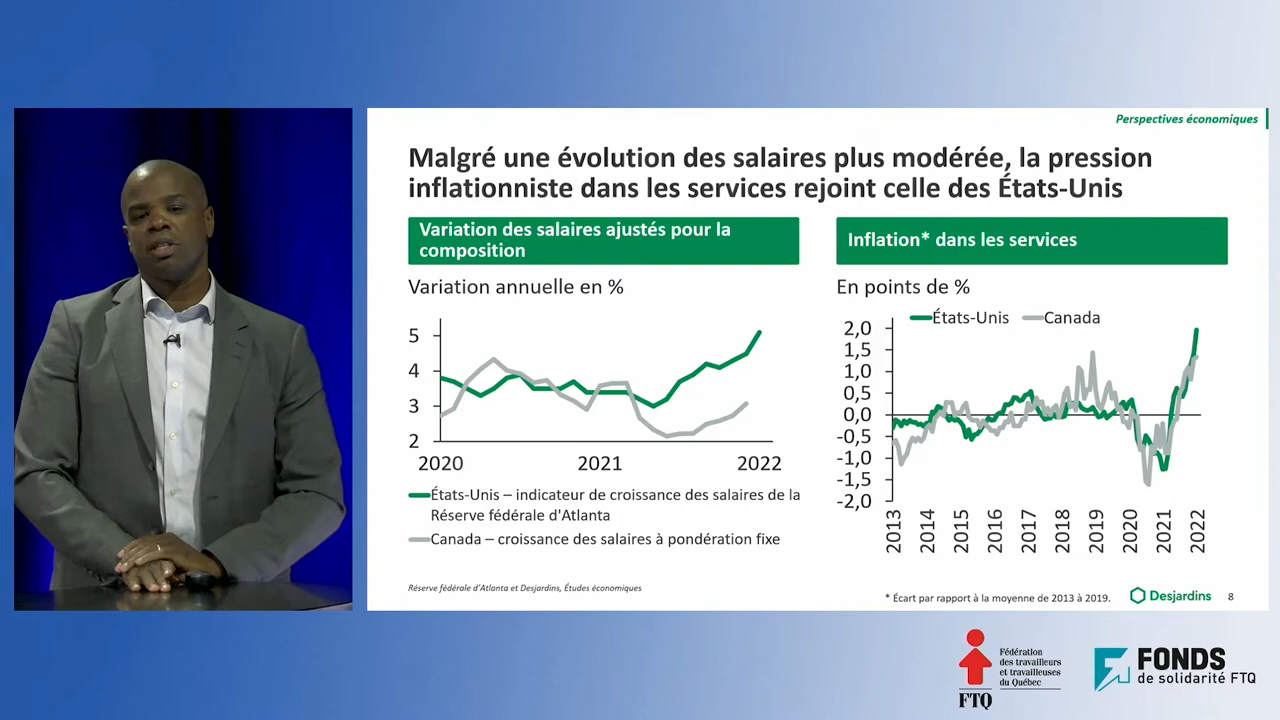 Perspectives économiques
Malgré une évolution des salaires plus modérée, la pression
inflationniste dans les services rejoint celle des États-Unis
Variation des salaires ajustés pour la
composition
Variation annuelle en %
5
4
3
2
2020 2021 2022
États-Unis – indicateur de croissance des salaires de la
Réserve fédérale d'Atlanta
Canada – croissance des salaires à pondération fixe
Réserve fédérale d'Atlanta et Desjardins, Études économiques
Inflation* dans les services
En points de %
États-Unis Canada
2,0
1,5
1,0
0,5
0,0
-0,5
-1,0
-1,5
-2,0
2013 2014 2015 2016 2017 2018 2019 2020 2021 2022
* Écart par rapport à la moyenne de 2013 à 2019.
Desjardins 8
Fédération
des travailleurs
et travailleuses
du Québec
FTQ
FONDS
de solidarité FTQ